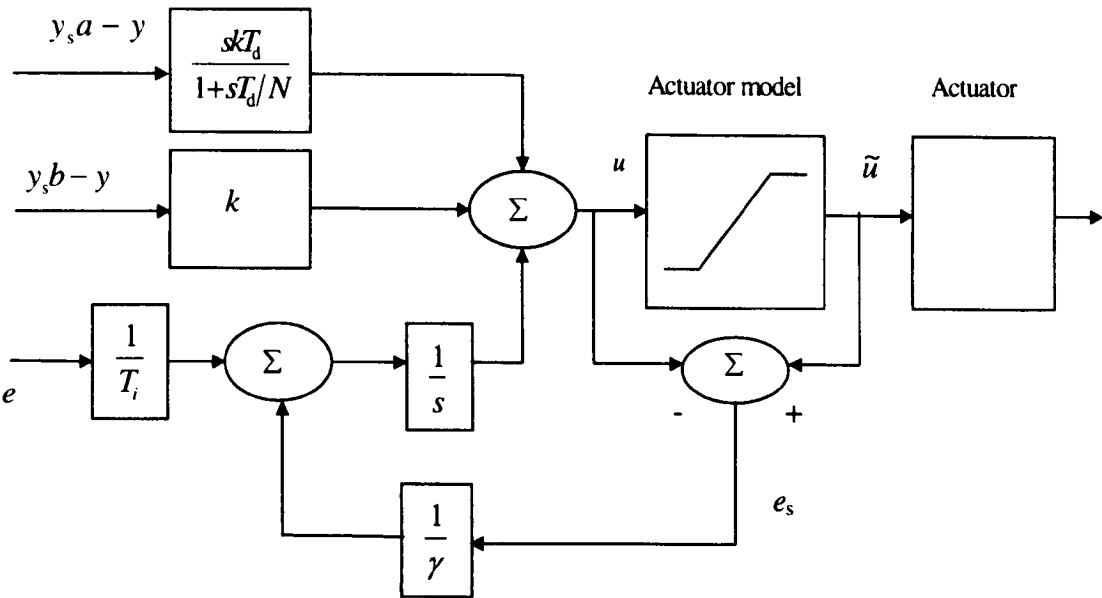 y_s a − y
skT_d
1+sT_d/N
Actuator model
Actuator
y_s b − y
k
Σ
u
ũ
e
1
T_i
Σ
1
s
Σ
-
+
e_s
1
γ